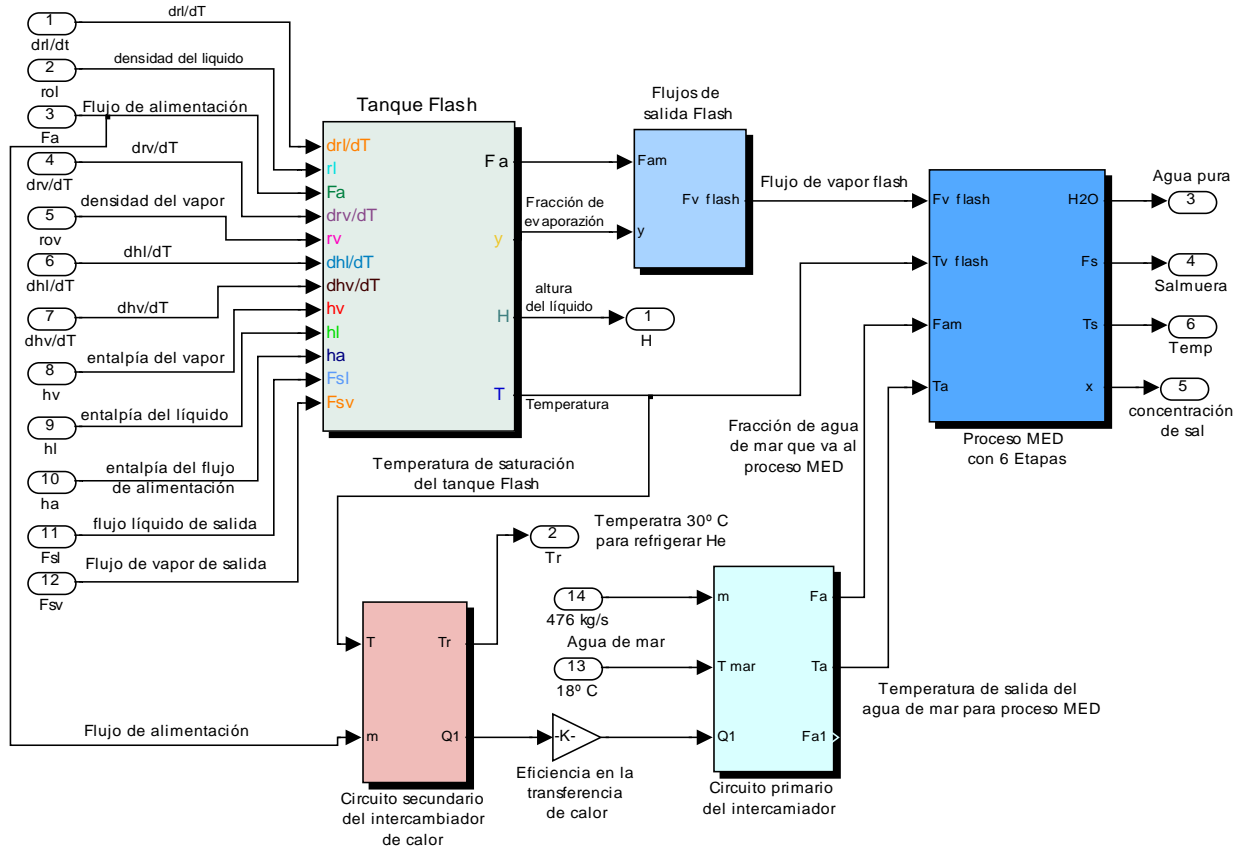 1
drl/dt
2
rol
3
Fa
4
drv/dT
5
rov
6
dhl/dT
7
dhv/dT
8
hv
9
hl
10
ha
11
Fsl
12
Fsv
drl/dT
densidad del liquido
Flujo de alimentación
drv/dT
densidad del vapor
dhl/dT
dhv/dT
entalpía del vapor
entalpía del líquido
entalpía del flujo
de alimentación
flujo líquido de salida
Flujo de vapor de salida
Tanque Flash
drl/dT
rl
Fa
drv/dT
rv
dhl/dT
dhv/dT
hv
hl
ha
Fsl
Fsv
Fa
y
H
T
Fracción de
evaporazión
altura
del líquido
Temperatura
1
H
Flujos de
salida Flash
Fam
y
Fv flash
Flujo de vapor flash
Fv flash
Tv flash
Fam
Ta
H2O
Fs
Ts
x
Proceso MED
con 6 Etapas
Agua pura
3
4
Salmuera
6
Temp
5
concentración
de sal
Fracción de agua
de mar que va al
proceso MED
Temperatura de saturación
del tanque Flash
2
Tr
Temperatra 30º C
para refrigerar He
T
m
Tr
Q1
Circuito secundario
del intercambiador
de calor
Flujo de alimentación
14
476 kg/s
Agua de mar
13
18º C
-K-
Eficiencia en la
transferencia
de calor
m
T mar
Q1
Fa
Ta
Fa1
Circuito primario
del intercamiador
Temperatura de salida del
agua de mar para proceso MED